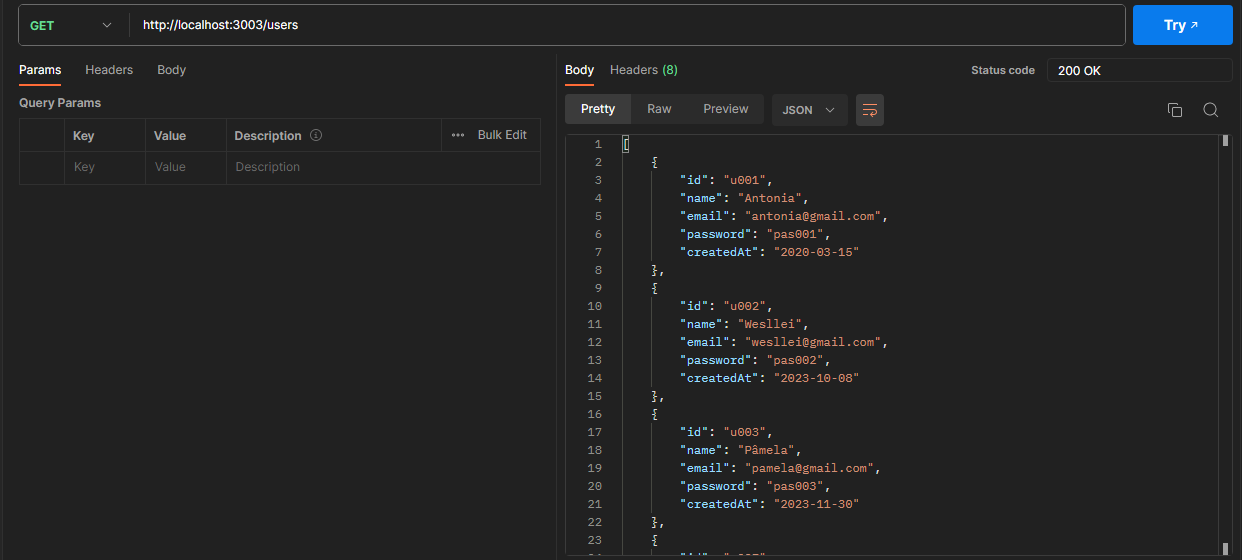 GET http://localhost:3003/users Try ↗
Params Headers Body
Query Params
Key Value Description ••• Bulk Edit
Key Value Description
Body Headers (8) Status code 200 OK
Pretty Raw Preview JSON
1 [
2 {
3 "id": "u001",
4 "name": "Antonia",
5 "email": "antonia@gmail.com",
6 "password": "pas001",
7 "createdAt": "2020-03-15"
8 },
9 {
10 "id": "u002",
11 "name": "Wesllei",
12 "email": "wesllei@gmail.com",
13 "password": "pas002",
14 "createdAt": "2023-10-08"
15 },
16 {
17 "id": "u003",
18 "name": "Pâmela",
19 "email": "pamela@gmail.com",
20 "password": "pas003",
21 "createdAt": "2023-11-30"
22 },
23 {